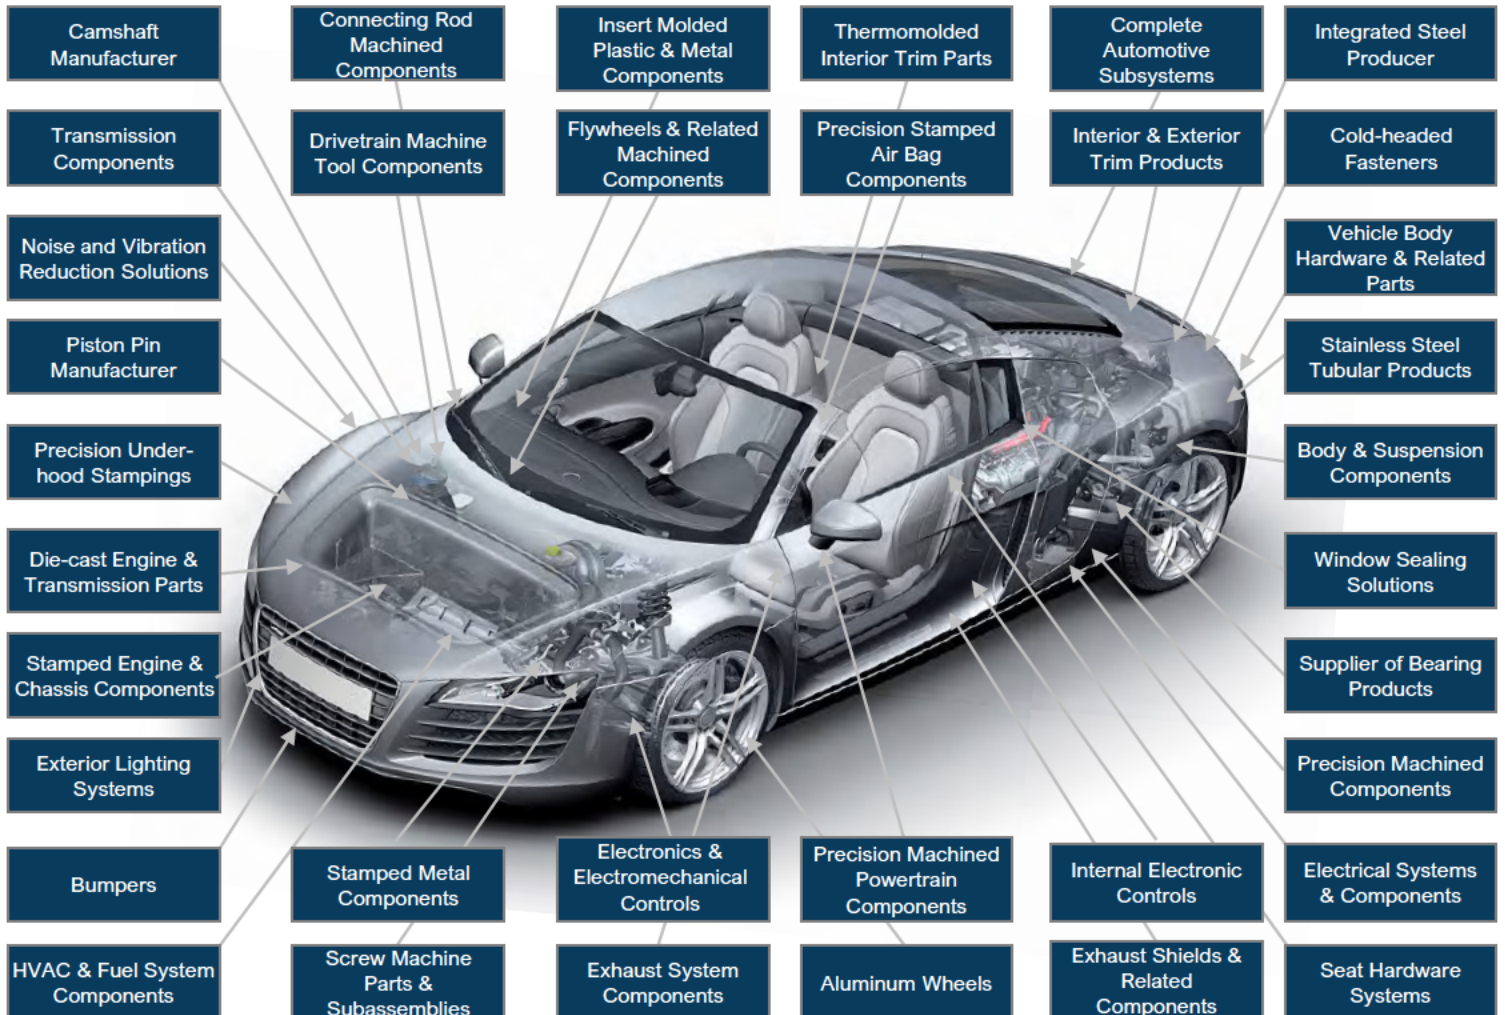 Camshaft
Manufacturer
Connecting Rod
Machined
Components
Insert Molded
Plastic & Metal
Components
Thermomolded
Interior Trim Parts
Complete
Automotive
Subsystems
Integrated Steel
Producer
Transmission
Components
Drivetrain Machine
Tool Components
Flywheels & Related
Machined
Components
Precision Stamped
Air Bag
Components
Interior & Exterior
Trim Products
Cold-headed
Fasteners
Noise and Vibration
Reduction Solutions
Vehicle Body
Hardware & Related
Parts
Piston Pin
Manufacturer
Stainless Steel
Tubular Products
Precision Under-
hood Stampings
Body & Suspension
Components
Die-cast Engine &
Transmission Parts
Window Sealing
Solutions
Stamped Engine &
Chassis Components
Supplier of Bearing
Products
Exterior Lighting
Systems
Precision Machined
Components
Bumpers
Stamped Metal
Components
Electronics &
Electromechanical
Controls
Precision Machined
Powertrain
Components
Internal Electronic
Controls
Electrical Systems
& Components
HVAC & Fuel System
Components
Screw Machine
Parts &
Subassemblies
Exhaust System
Components
Aluminum Wheels
Exhaust Shields &
Related
Components
Seat Hardware
Systems